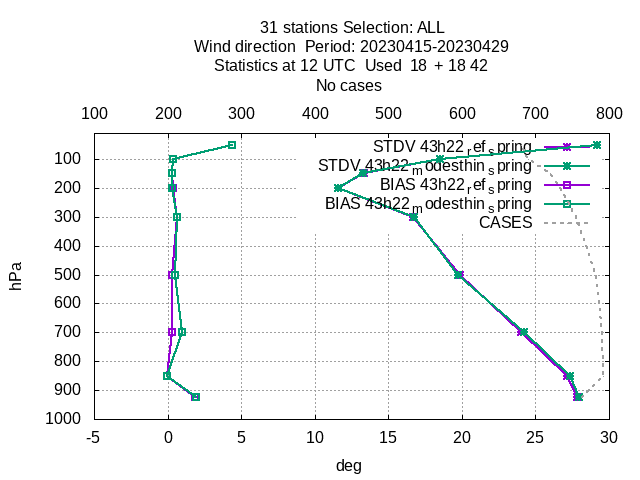 31 stations Selection: ALL
Wind direction  Period: 20230415-20230429
Statistics at 12 UTC  Used  18  + 18 42
No cases
100 200 300 400 500 600 700 800
STDV 43h22_ref_spring
STDV 43h22_modesthin_spring
BIAS 43h22_ref_spring
BIAS 43h22_modesthin_spring
CASES
100
200
300
400
500
600
700
800
900
1000
hPa
-5 0 5 10 15 20 25 30
deg